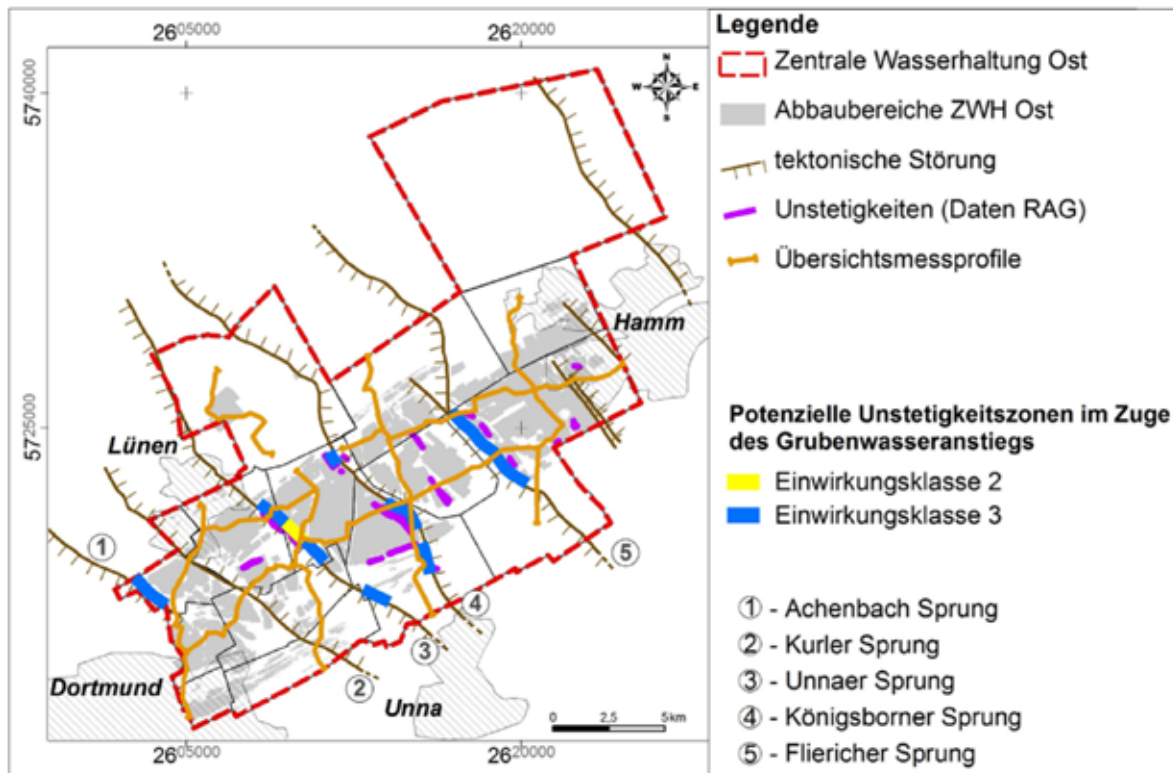 2605000
2620000
5740000
5725000
N
W
E
S
Hamm
Lünen
1
5
4
3
2
Dortmund
Unna
0
2,5
5km
2605000
2620000
Legende
Zentrale Wasserhaltung Ost
Abbaubereiche ZWH Ost
tektonische Störung
Unstetigkeiten (Daten RAG)
Übersichtsmessprofile
Potenzielle Unstetigkeitszonen im Zuge
des Grubenwasseranstiegs
Einwirkungsklasse 2
Einwirkungsklasse 3
① - Achenbach Sprung
② - Kurler Sprung
③ - Unnaer Sprung
④ - Königsborner Sprung
⑤ - Fliericher Sprung